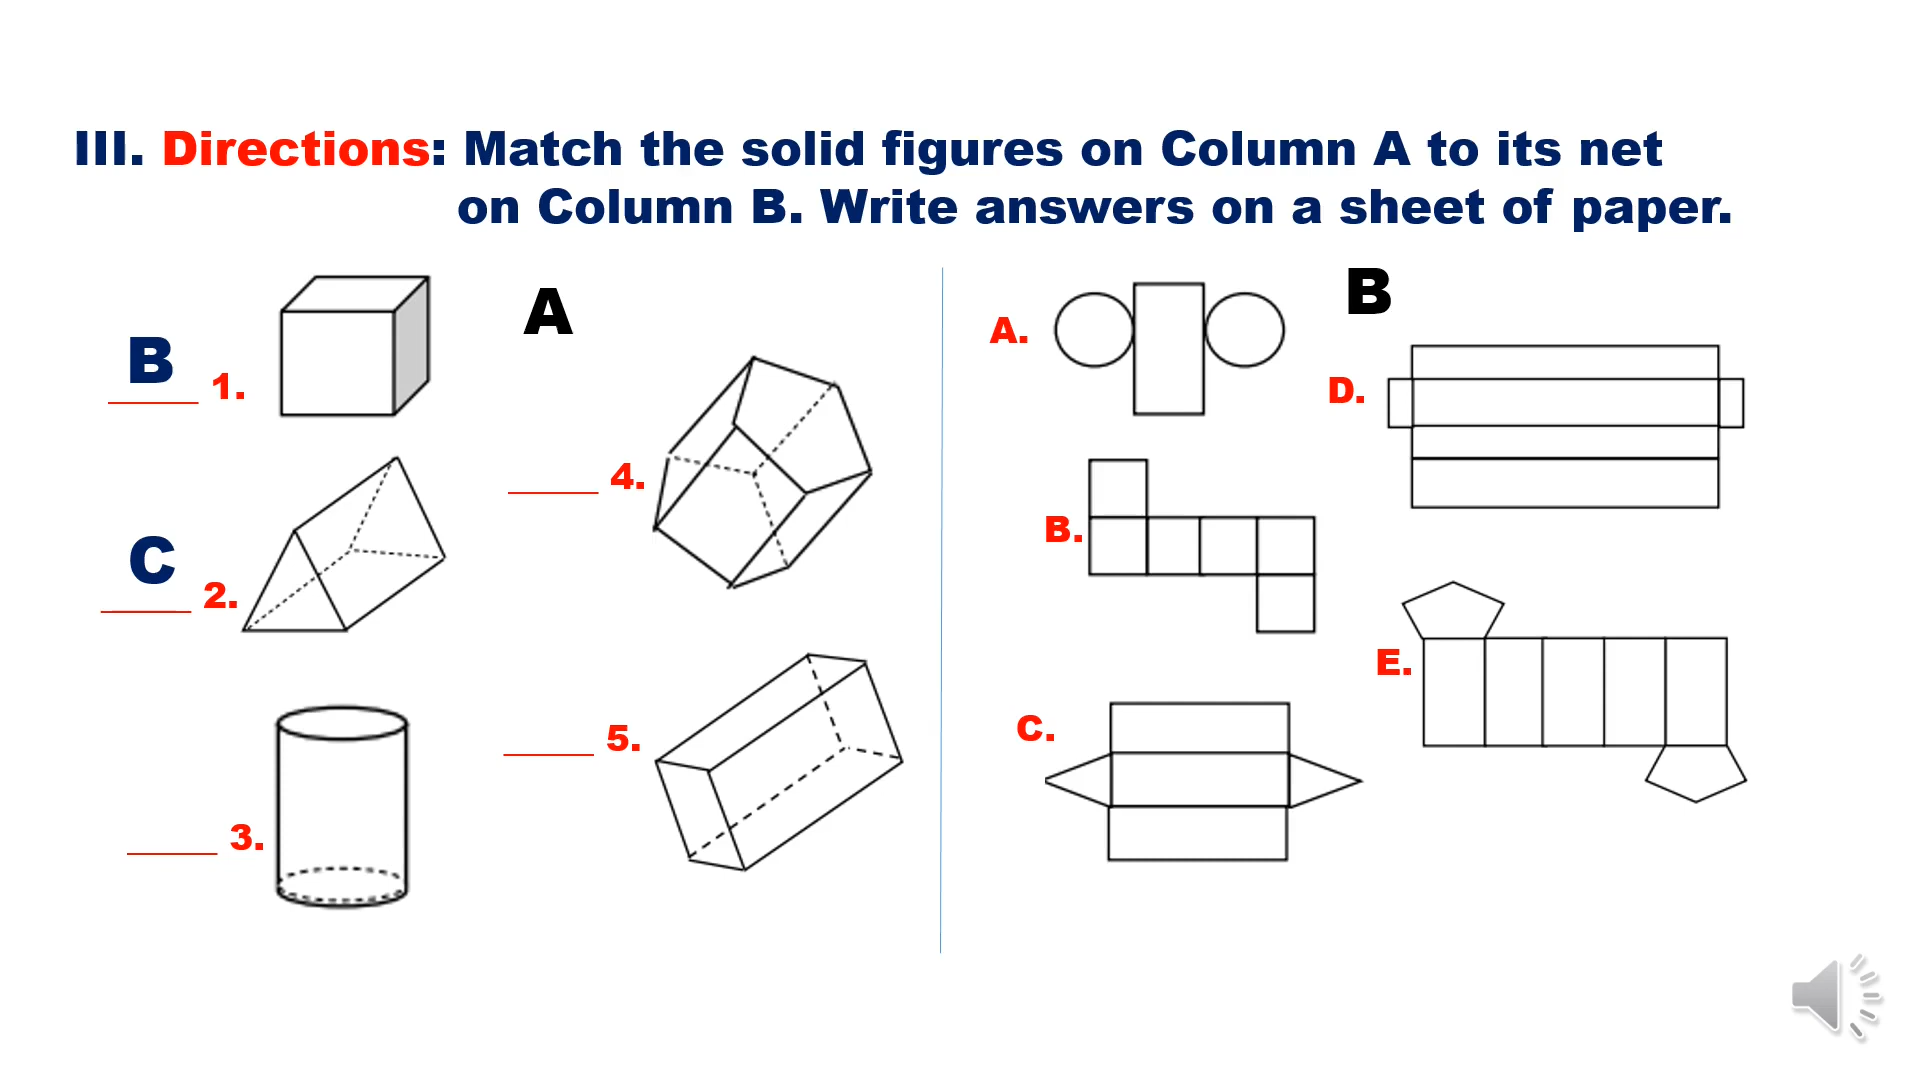 III. Directions: Match the solid figures on Column A to its net
on Column B. Write answers on a sheet of paper.
A
B
B 1.
C 2.
3.
4.
5.
A.
B.
C.
D.
E.